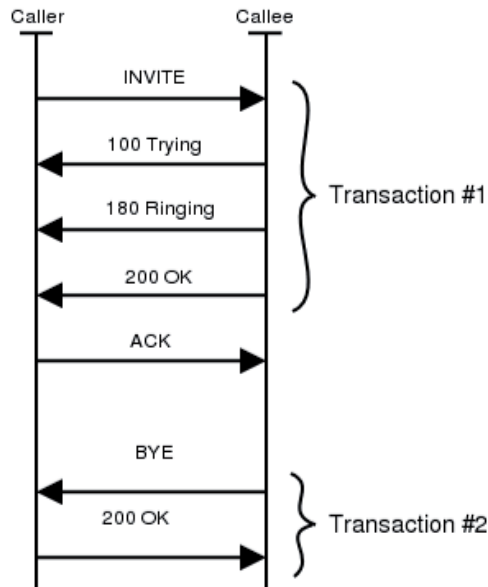 Caller
Callee
INVITE
100 Trying
180 Ringing
Transaction #1
200 OK
ACK
BYE
200 OK
Transaction #2